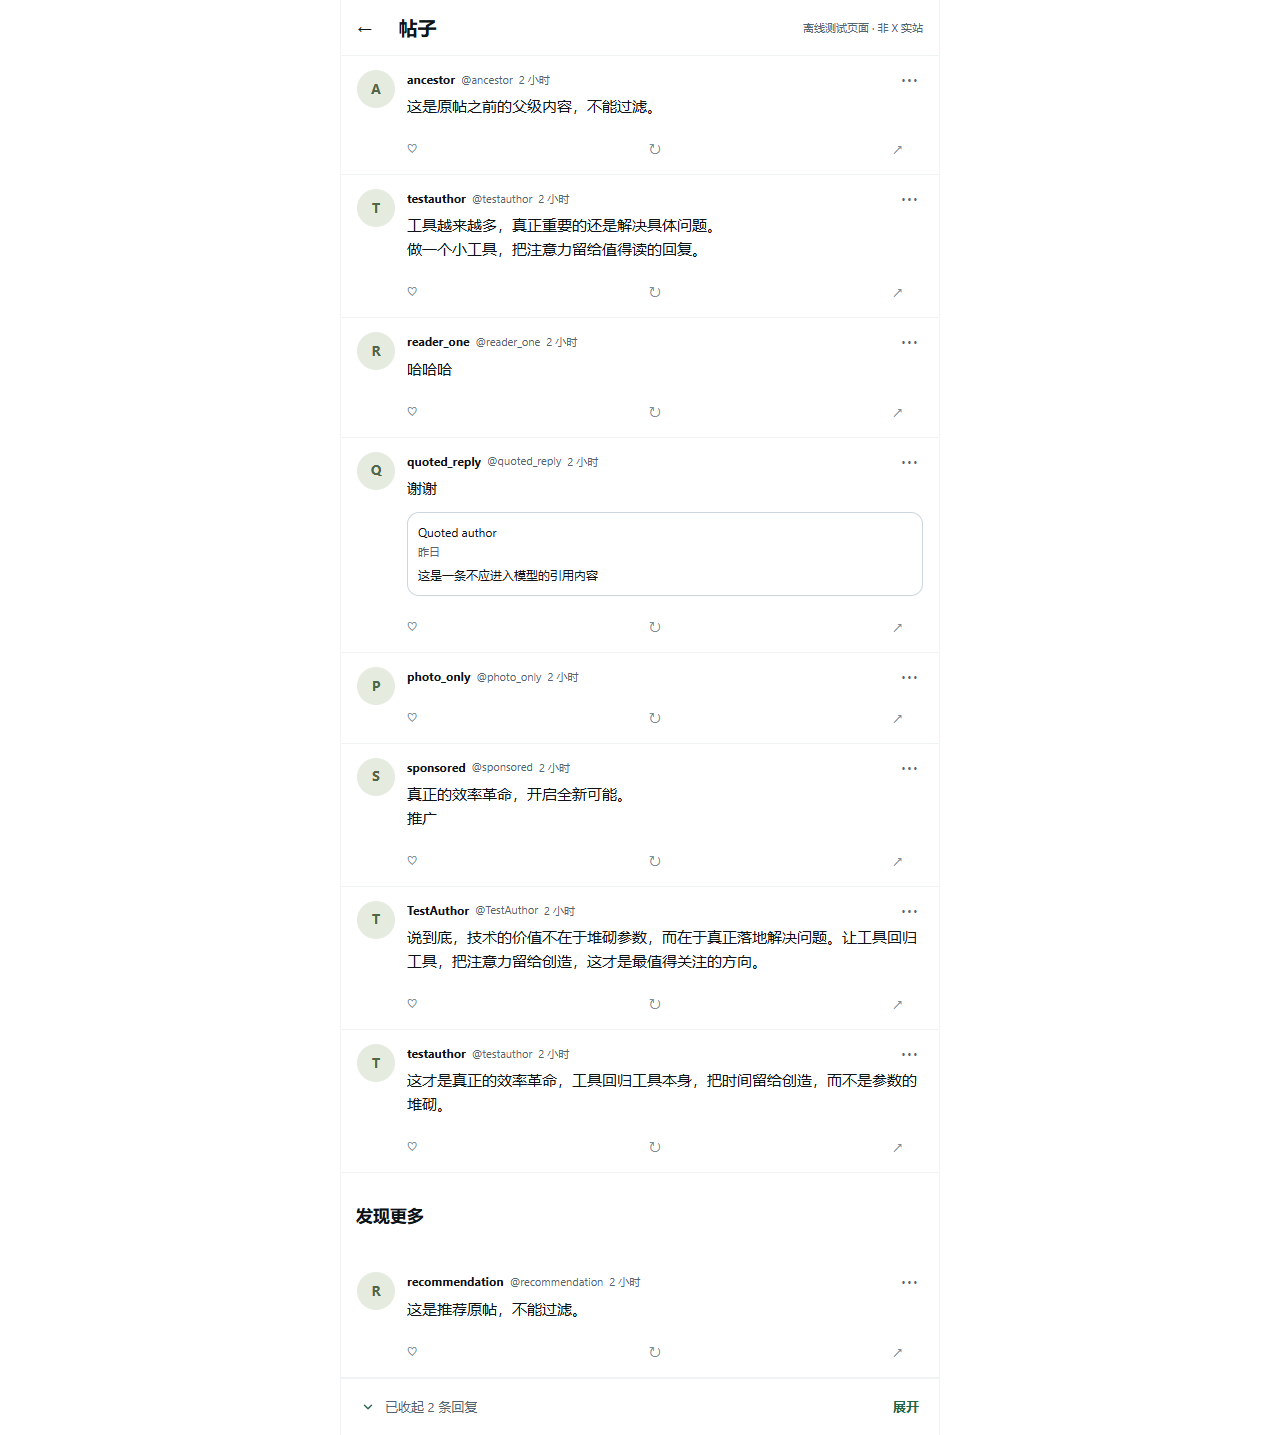 ← 帖子 离线测试页面 · 非 X 实站
A ancestor @ancestor 2 小时 ···
这是原帖之前的父级内容，不能过滤。
♡ ↻ ↗
T testauthor @testauthor 2 小时 ···
工具越来越多，真正重要的还是解决具体问题。
做一个小工具，把注意力留给值得读的回复。
♡ ↻ ↗
R reader_one @reader_one 2 小时 ···
哈哈哈
♡ ↻ ↗
Q quoted_reply @quoted_reply 2 小时 ···
谢谢
Quoted author
昨日
这是一条不应进入模型的引用内容
♡ ↻ ↗
P photo_only @photo_only 2 小时 ···
♡ ↻ ↗
S sponsored @sponsored 2 小时 ···
真正的效率革命，开启全新可能。
推广
♡ ↻ ↗
T TestAuthor @TestAuthor 2 小时 ···
说到底，技术的价值不在于堆砌参数，而在于真正落地解决问题。让工具回归
工具，把注意力留给创造，这才是最值得关注的方向。
♡ ↻ ↗
T testauthor @testauthor 2 小时 ···
这才是真正的效率革命，工具回归工具本身，把时间留给创造，而不是参数的
堆砌。
♡ ↻ ↗
发现更多
R recommendation @recommendation 2 小时 ···
这是推荐原帖，不能过滤。
♡ ↻ ↗
已收起 2 条回复 展开